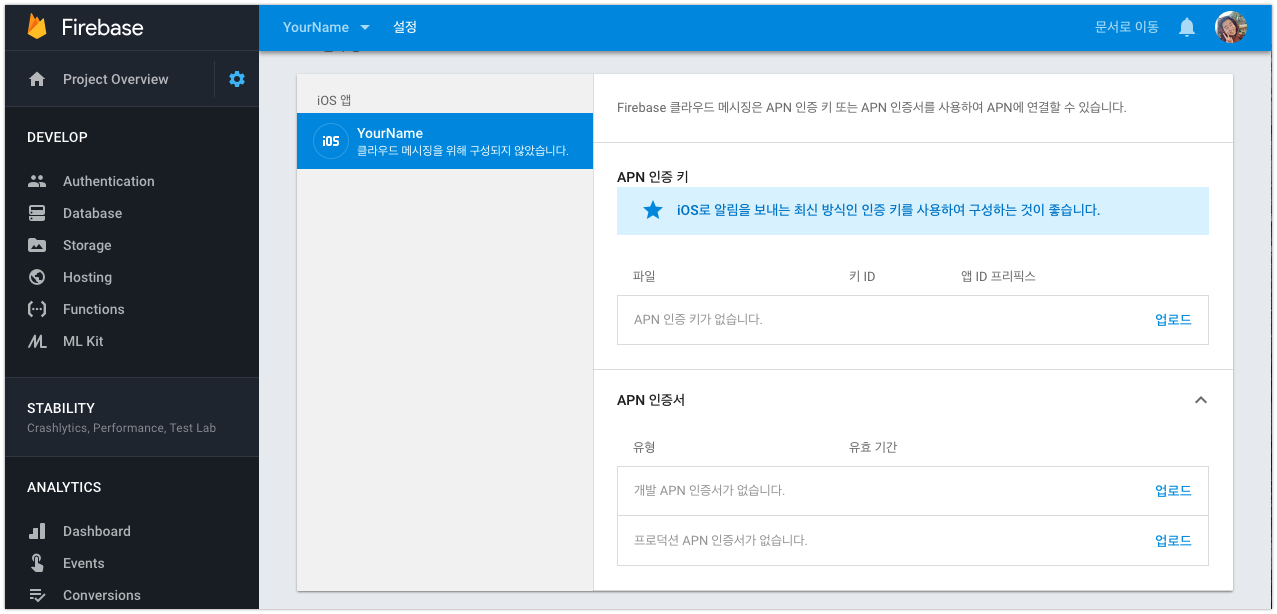 Firebase
YourName
설정
문서로 이동
Project Overview
DEVELOP
Authentication
Database
Storage
Hosting
Functions
ML Kit
STABILITY
Crashlytics, Performance, Test Lab
ANALYTICS
Dashboard
Events
Conversions
iOS 앱
iOS
YourName
클라우드 메시징을 위해 구성되지 않았습니다.
Firebase 클라우드 메시징은 APN 인증 키 또는 APN 인증서를 사용하여 APN에 연결할 수 있습니다.
APN 인증 키
iOS로 알림을 보내는 최신 방식인 인증 키를 사용하여 구성하는 것이 좋습니다.
파일 키 ID 앱 ID 프리픽스
APN 인증 키가 없습니다. 업로드
APN 인증서
유형 유효 기간
개발 APN 인증서가 없습니다. 업로드
프로덕션 APN 인증서가 없습니다. 업로드